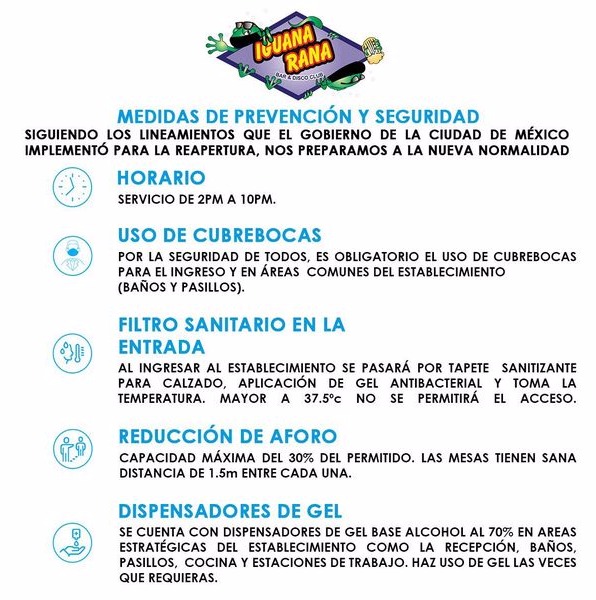 IGUANA
RANA
BAR & DISCO CLUB
MEDIDAS DE PREVENCIÓN Y SEGURIDAD
SIGUIENDO LOS LINEAMIENTOS QUE EL GOBIERNO DE LA CIUDAD DE MÉXICO
IMPLEMENTÓ PARA LA REAPERTURA, NOS PREPARAMOS A LA NUEVA NORMALIDAD
HORARIO
SERVICIO DE 2PM A 10PM.
USO DE CUBREBOCAS
POR LA SEGURIDAD DE TODOS, ES OBLIGATORIO EL USO DE CUBREBOCAS
PARA EL INGRESO Y EN ÁREAS COMUNES DEL ESTABLECIMIENTO
(BAÑOS Y PASILLOS).
FILTRO SANITARIO EN LA
ENTRADA
AL INGRESAR AL ESTABLECIMIENTO SE PASARÁ POR TAPETE SANITIZANTE
PARA CALZADO, APLICACIÓN DE GEL ANTIBACTERIAL Y TOMA LA
TEMPERATURA. MAYOR A 37.5ºc NO SE PERMITIRÁ EL ACCESO.
REDUCCIÓN DE AFORO
CAPACIDAD MÁXIMA DEL 30% DEL PERMITIDO. LAS MESAS TIENEN SANA
DISTANCIA DE 1.5m ENTRE CADA UNA.
DISPENSADORES DE GEL
SE CUENTA CON DISPENSADORES DE GEL BASE ALCOHOL AL 70% EN AREAS
ESTRATÉGICAS DEL ESTABLECIMIENTO COMO LA RECEPCIÓN, BAÑOS,
PASILLOS, COCINA Y ESTACIONES DE TRABAJO. HAZ USO DE GEL LAS VECES
QUE REQUIERAS.